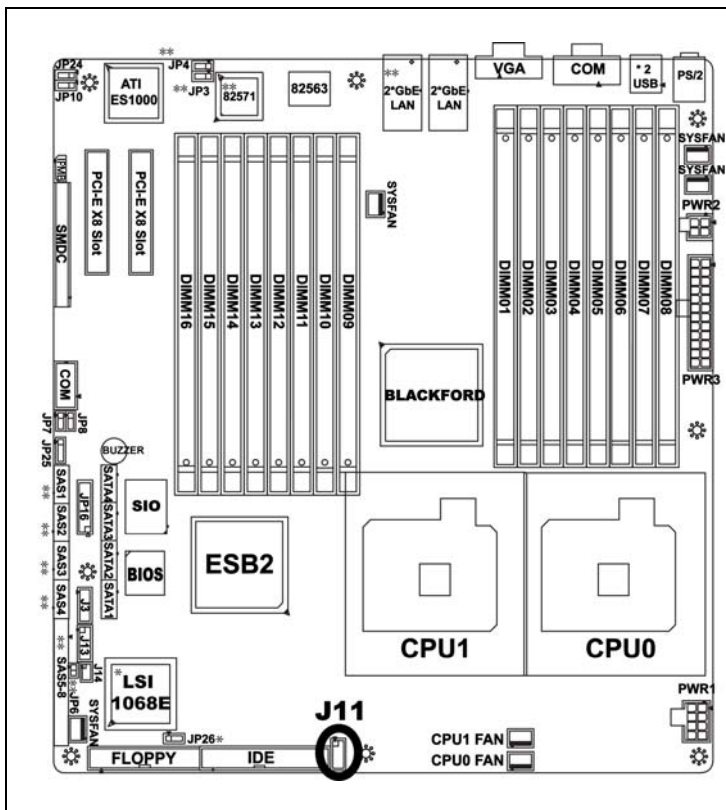 **
JP24
JP10
ATI
ES1000
JP4
JP3
**
**
82571
82563
**
2*GbE
LAN
2*GbE
LAN
VGA
COM
* 2
USB
PS/2
SYSFAN
SYSFAN
PWR2
PWR3
IPMB
SMDC
PCI-E X8 Slot
PCI-E X8 Slot
DIMM16
DIMM15
DIMM14
DIMM13
DIMM12
DIMM11
DIMM10
DIMM09
SYSFAN
DIMM01
DIMM02
DIMM03
DIMM04
DIMM05
DIMM06
DIMM07
DIMM08
BLACKFORD
COM
JP7
JP8
JP25
BUZZER
SAS1
**
SAS2
**
SAS3
**
SAS4
**
JP16
SATA4
SATA3
SATA2
SATA1
SIO
BIOS
ESB2
CPU1
CPU0
J3
J13
J14
**
SAS5-8
**
JP6
SYSFAN
*
LSI
1068E
JP26*
J11
FLOPPY
IDE
CPU1 FAN
CPU0 FAN
PWR1